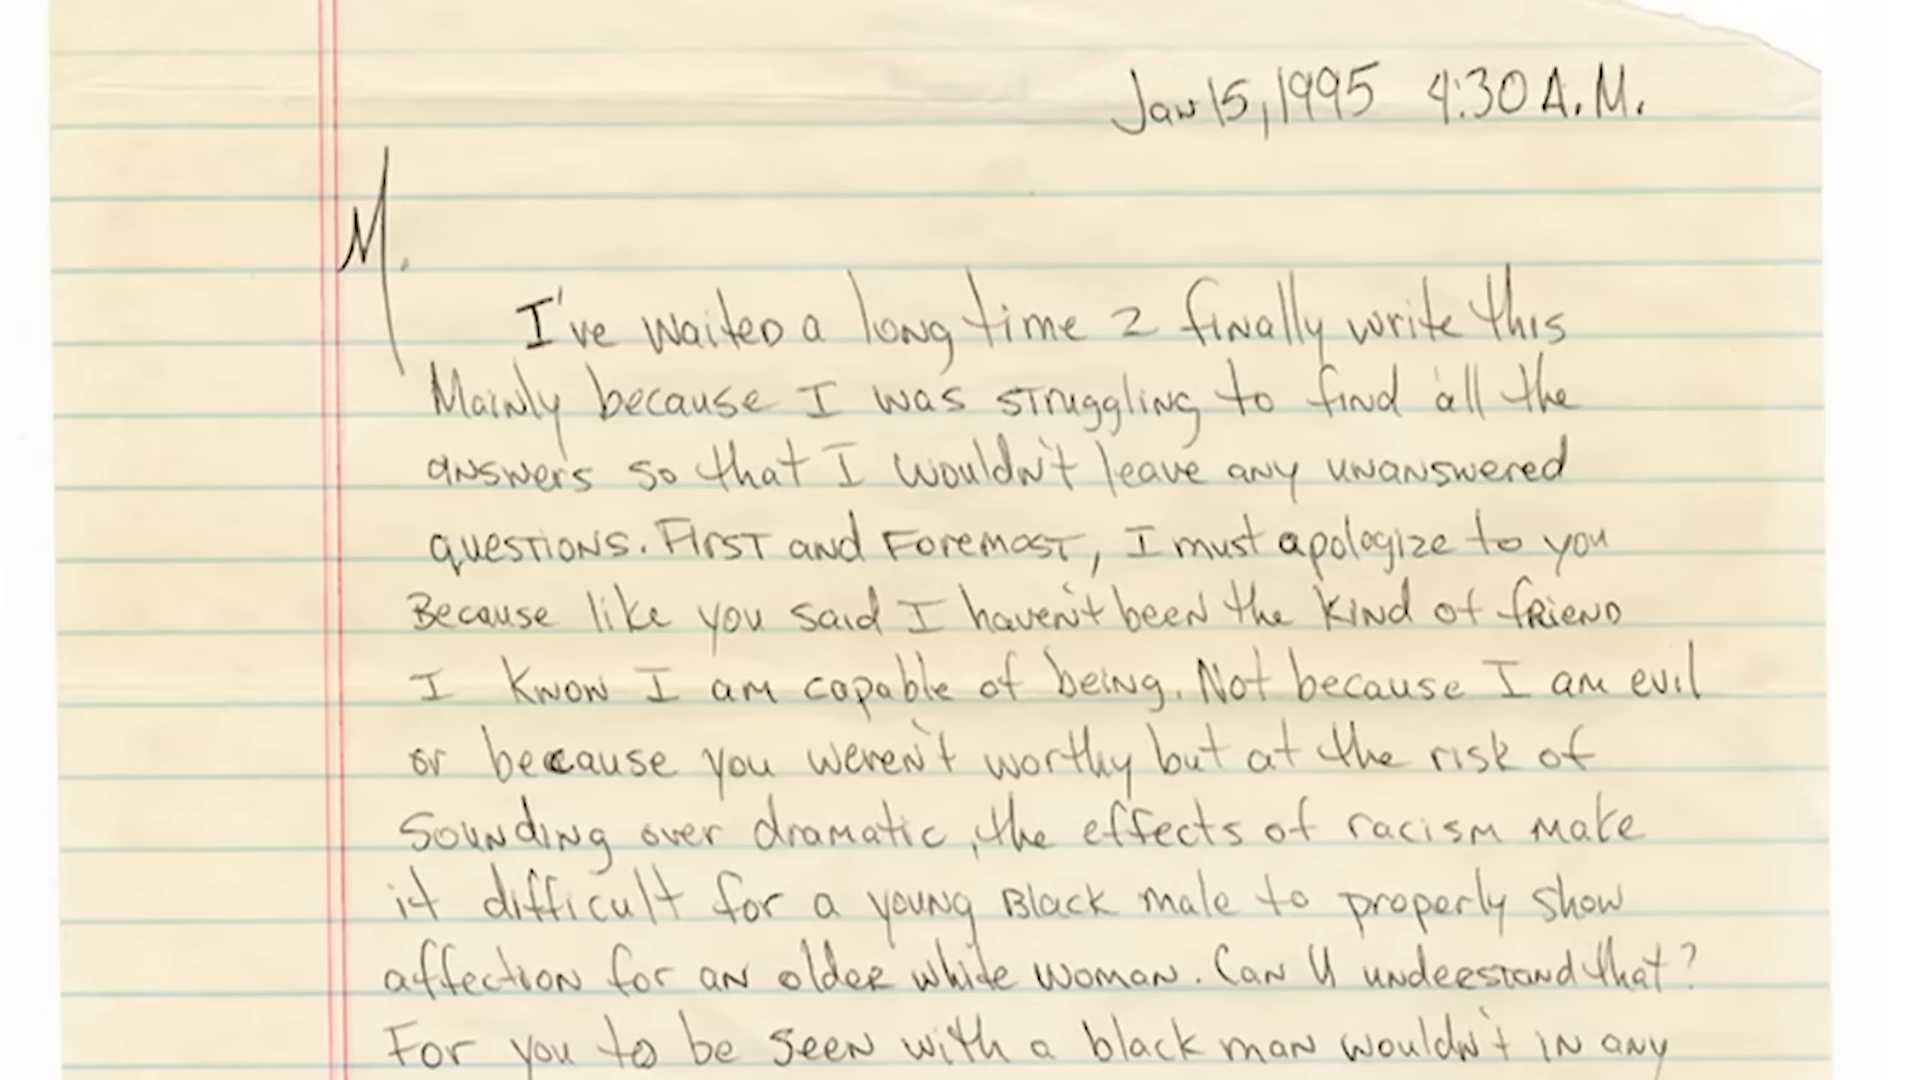 Jan 15, 1995 4:30 A.M.
M.
I've waited a long time 2 finally write this
Mainly because I was struggling to find all the
answers so that I wouldn't leave any unanswered
questions. First and Foremost, I must apologize to you
Because like you said I haven't been the kind of friend
I know I am capable of being. Not because I am evil
or because you weren't worthy but at the risk of
Sounding over dramatic, the effects of racism make
it difficult for a young Black male to properly show
affection for an older white woman. Can U understand that?
For you to be seen with a black man wouldn't in any